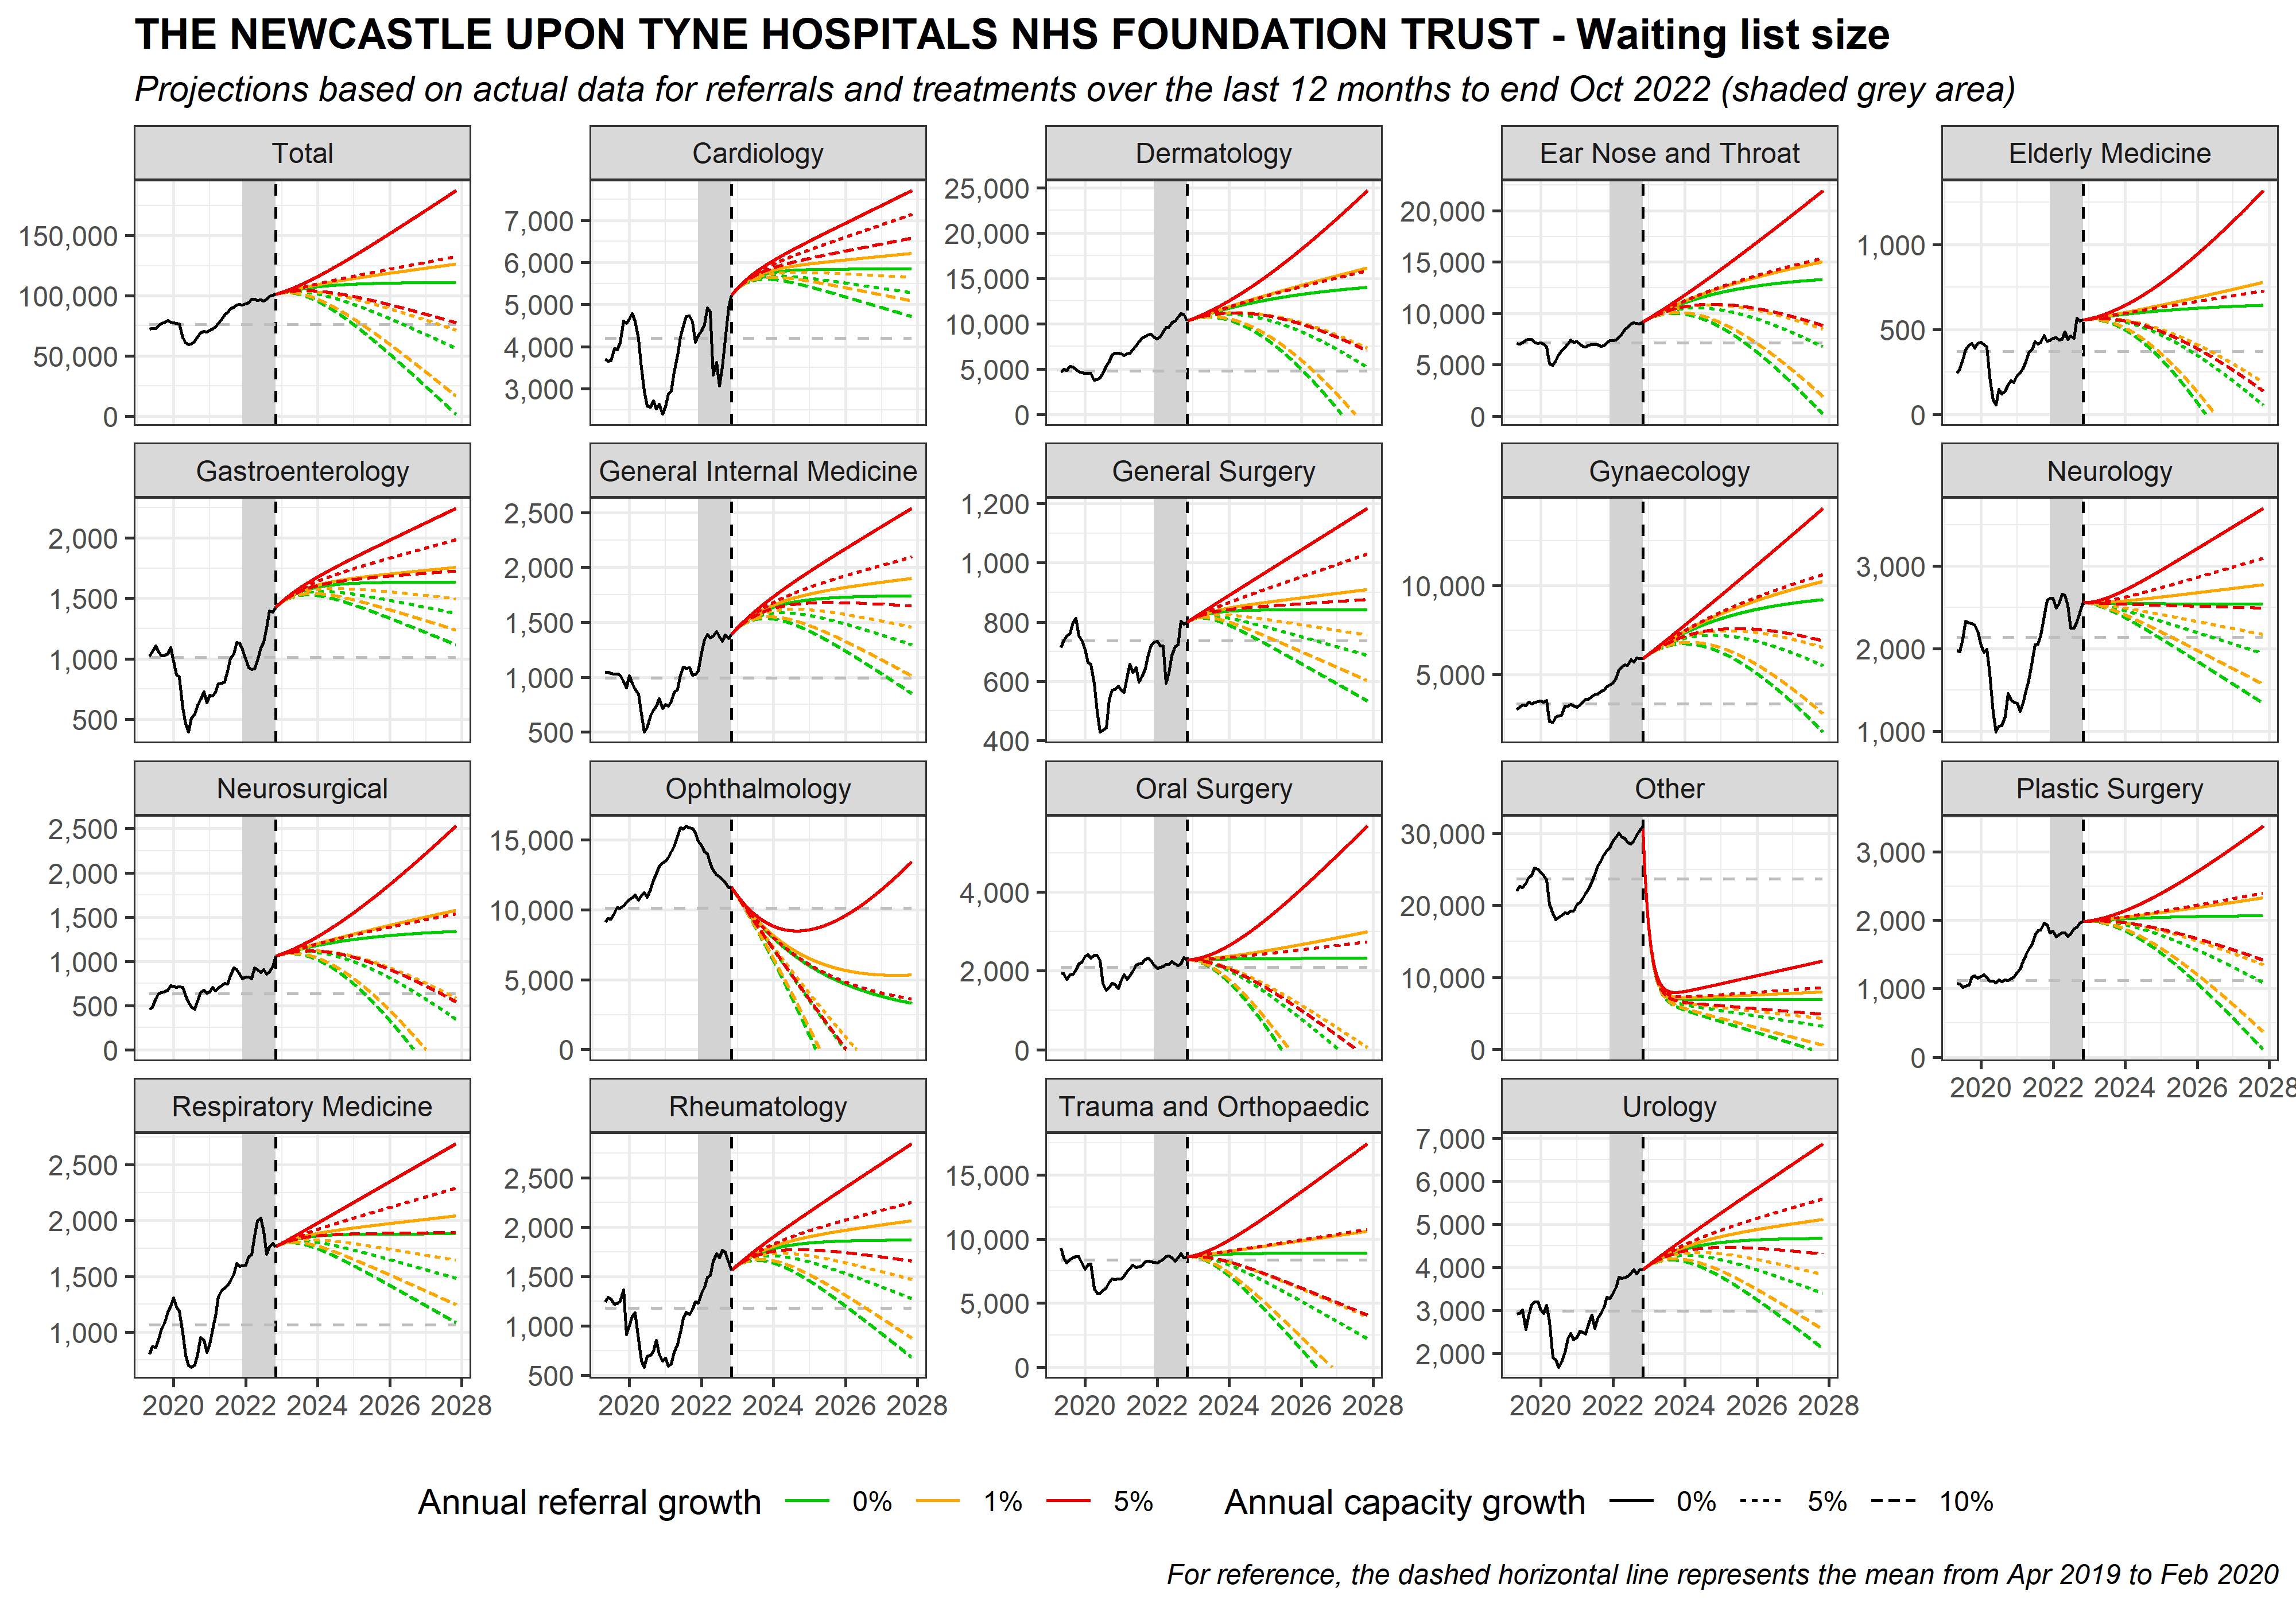 THE NEWCASTLE UPON TYNE HOSPITALS NHS FOUNDATION TRUST - Waiting list size
Projections based on actual data for referrals and treatments over the last 12 months to end Oct 2022 (shaded grey area)
Total
150,000
100,000
50,000
0
Cardiology
7,000
6,000
5,000
4,000
3,000
Dermatology
25,000
20,000
15,000
10,000
5,000
0
Ear Nose and Throat
20,000
15,000
10,000
5,000
0
Elderly Medicine
1,000
500
0
Gastroenterology
2,000
1,500
1,000
500
General Internal Medicine
2,500
2,000
1,500
1,000
500
General Surgery
1,200
1,000
800
600
400
Gynaecology
10,000
5,000
Neurology
3,000
2,000
1,000
Neurosurgical
2,500
2,000
1,500
1,000
500
0
Ophthalmology
15,000
10,000
5,000
0
Oral Surgery
4,000
2,000
0
Other
30,000
20,000
10,000
0
Plastic Surgery
3,000
2,000
1,000
0
2020 2022 2024 2026 2028
Respiratory Medicine
2,500
2,000
1,500
1,000
2020 2022 2024 2026 2028
Rheumatology
2,500
2,000
1,500
1,000
500
2020 2022 2024 2026 2028
Trauma and Orthopaedic
15,000
10,000
5,000
0
2020 2022 2024 2026 2028
Urology
7,000
6,000
5,000
4,000
3,000
2,000
2020 2022 2024 2026 2028
Annual referral growth 0% 1% 5% Annual capacity growth 0% 5% 10%
For reference, the dashed horizontal line represents the mean from Apr 2019 to Feb 2020